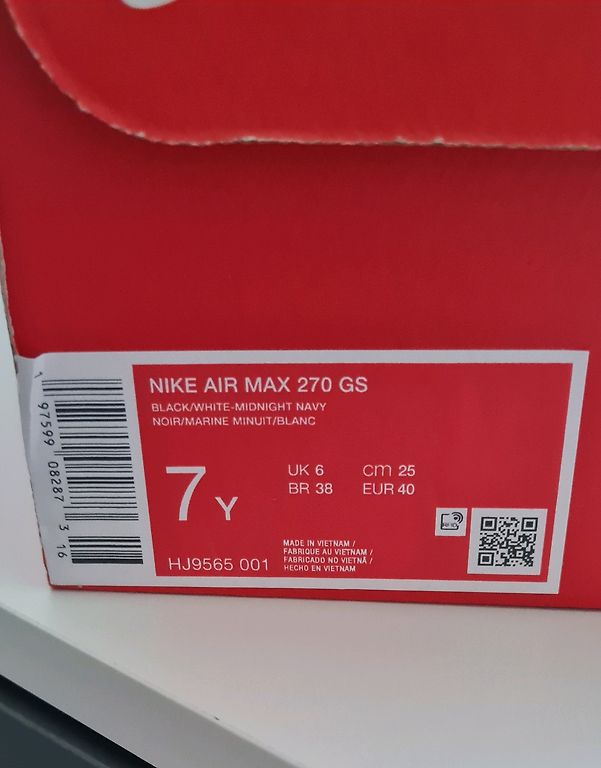 NIKE AIR MAX 270 GS
BLACK/WHITE-MIDNIGHT NAVY
NOIR/MARINE MINUIT/BLANC
7 Y
UK 6 cm 25
BR 38 EUR 40
HJ9565 001
MADE IN VIETNAM /
FABRIQUE AU VIETNAM /
FABRICADO NO VIETNÃ /
HECHO EN VIETNAM
RFID
1 97599 08287 3 16